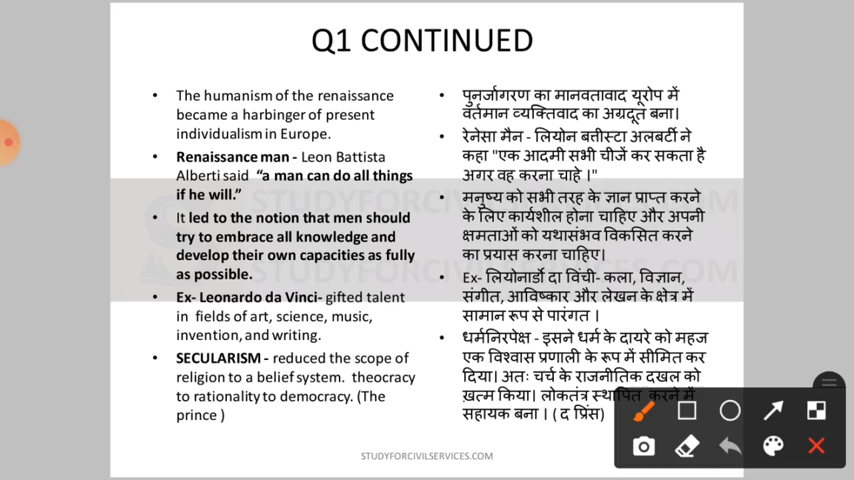 Q1 CONTINUED
• The humanism of the renaissance
became a harbinger of present
individualism in Europe.
• Renaissance man - Leon Battista
Alberti said “a man can do all things
if he will.”
• It led to the notion that men should
try to embrace all knowledge and
develop their own capacities as fully
as possible.
• Ex- Leonardo da Vinci- gifted talent
in fields of art, science, music,
invention, and writing.
• SECULARISM - reduced the scope of
religion to a belief system. theocracy
to rationality to democracy. (The
prince )
• पुनर्जागरण का मानवतावाद यूरोप में
वर्तमान व्यक्तिवाद का अग्रदूत बना।
• रेनेसा मैन - लियोन बत्तीस्टा अलबर्टी ने
कहा "एक आदमी सभी चीजें कर सकता है
अगर वह करना चाहे ।"
• मनुष्य को सभी तरह के ज्ञान प्राप्त करने
के लिए कार्यशील होना चाहिए और अपनी
क्षमताओं को यथासंभव विकसित करने
का प्रयास करना चाहिए।
• Ex- लियोनार्डो दा विंची- कला, विज्ञान,
संगीत, आविष्कार और लेखन के क्षेत्र में
सामान रूप से पारंगत ।
• धर्मनिरपेक्ष - इसने धर्म के दायरे को महज
एक विश्वास प्रणाली के रूप में सीमित कर
दिया। अतः चर्च के राजनीतिक दखल को
ख़त्म किया। लोकतंत्र स्थापित करने में
सहायक बना । ( द प्रिंस)
STUDYFORCIVILSERVICES.COM